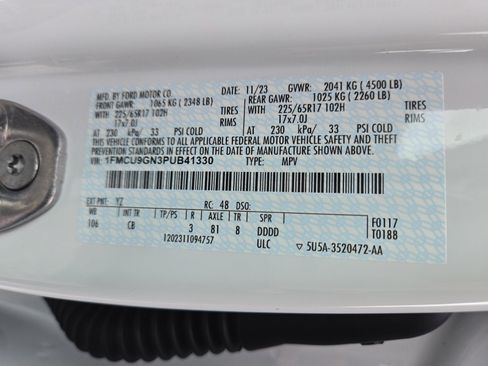 MFD. BY FORD MOTOR CO. 11/23 GVWR: 2041 KG ( 4500 LB)
FRONT GAWR: 1065 KG ( 2348 LB) REAR GAWR: 1025 KG ( 2260 LB)
WITH 225/65R17 102H TIRES WITH 225/65R17 102H TIRES
17x7.0J RIMS 17x7.0J RIMS
AT 230 kPa/ 33 PSI COLD AT 230 kPa/ 33 PSI COLD
THIS VEHICLE CONFORMS TO ALL APPLICABLE FEDERAL MOTOR VEHICLE SAFETY, BUMPER, AND THEFT
PREVENTION STANDARDS IN EFFECT ON THE DATE OF MANUFACTURE SHOWN ABOVE.
VIN: 1FMCU9GN3PUB41330 TYPE: MPV
EXT PNT: YZ RC: 48 DSO:
WB INT TR TP/PS R AXLE TR SPR
106 CB 3 81 8 DDDD F0117
1202311094757 ULC 5U5A-3520472-AA T0188